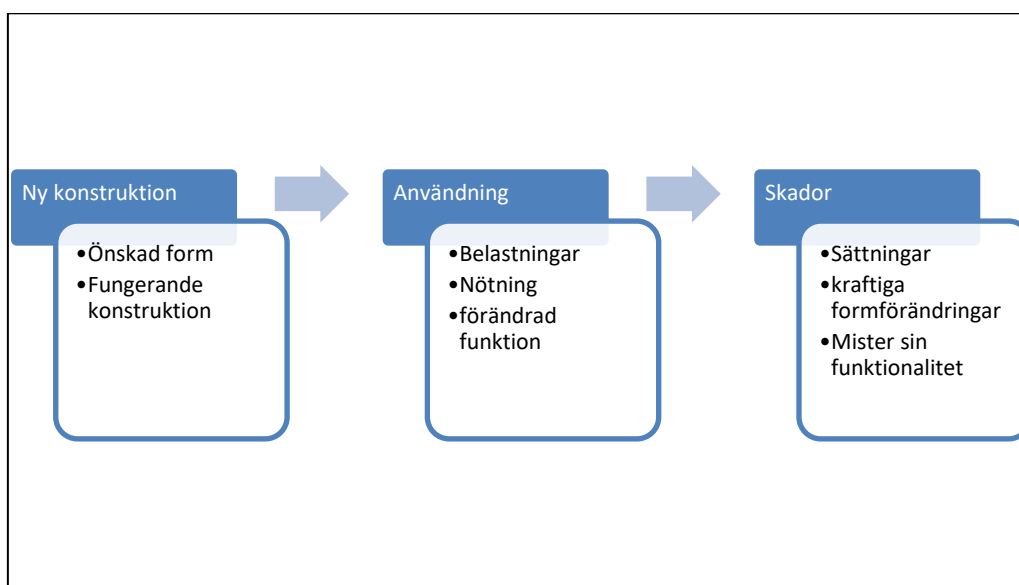 Ny konstruktion
•Önskad form
•Fungerande
konstruktion
Användning
•Belastningar
•Nötning
•förändrad
funktion
Skador
•Sättningar
•kraftiga
formförändringar
•Mister sin
funktionalitet